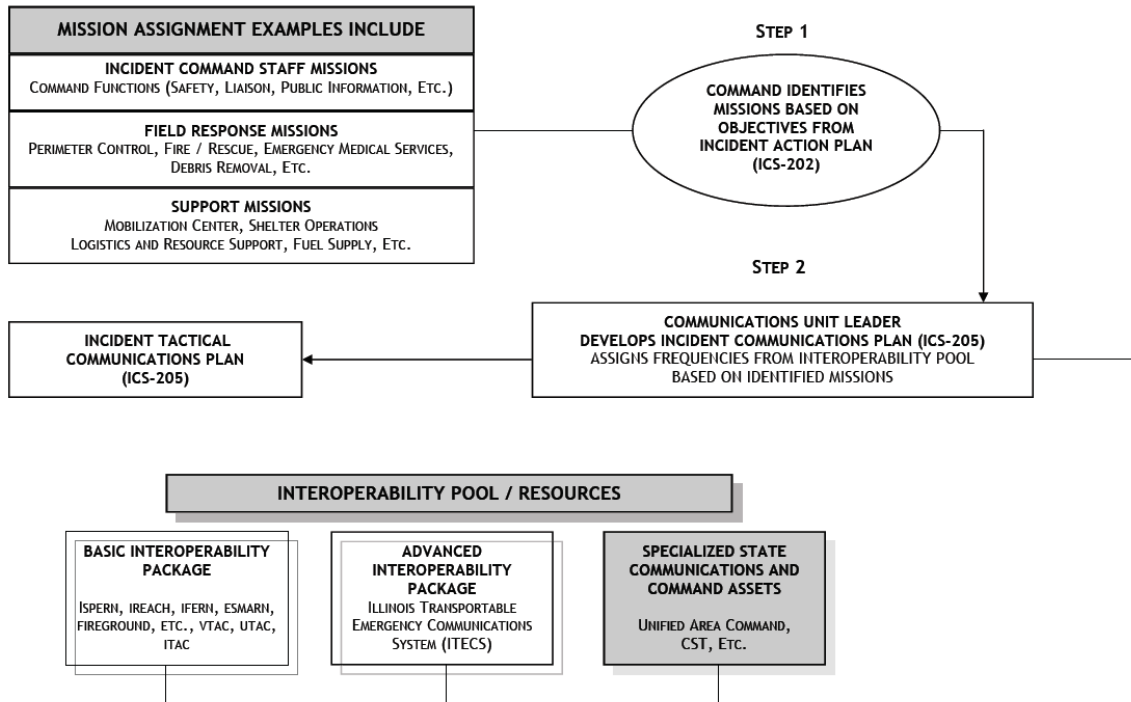 MISSION ASSIGNMENT EXAMPLES INCLUDE
INCIDENT COMMAND STAFF MISSIONS
COMMAND FUNCTIONS (SAFETY, LIAISON, PUBLIC INFORMATION, ETC.)
FIELD RESPONSE MISSIONS
PERIMETER CONTROL, FIRE / RESCUE, EMERGENCY MEDICAL SERVICES,
DEBRIS REMOVAL, ETC.
SUPPORT MISSIONS
MOBILIZATION CENTER, SHELTER OPERATIONS
LOGISTICS AND RESOURCE SUPPORT, FUEL SUPPLY, ETC.
STEP 1
COMMAND IDENTIFIES
MISSIONS BASED ON
OBJECTIVES FROM
INCIDENT ACTION PLAN
(ICS-202)
STEP 2
COMMUNICATIONS UNIT LEADER
DEVELOPS INCIDENT COMMUNICATIONS PLAN (ICS-205)
ASSIGNS FREQUENCIES FROM INTEROPERABILITY POOL
BASED ON IDENTIFIED MISSIONS
INCIDENT TACTICAL
COMMUNICATIONS PLAN
(ICS-205)
INTEROPERABILITY POOL / RESOURCES
BASIC INTEROPERABILITY
PACKAGE
ISPERN, IREACH, IFERN, ESMARN,
FIREGROUND, ETC., VTAC, UTAC,
ITAC
ADVANCED
INTEROPERABILITY
PACKAGE
ILLINOIS TRANSPORTABLE
EMERGENCY COMMUNICATIONS
SYSTEM (ITECS)
SPECIALIZED STATE
COMMUNICATIONS AND
COMMAND ASSETS
UNIFIED AREA COMMAND,
CST, ETC.